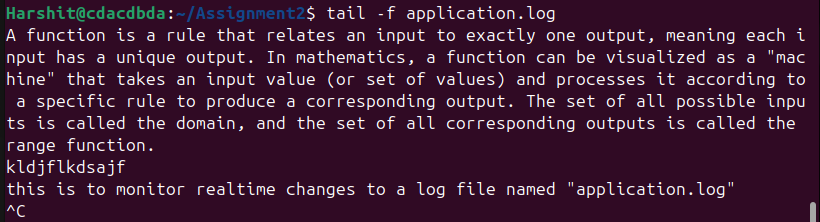 Harshit@cdacdbda:~/Assignment2$ tail -f application.log
A function is a rule that relates an input to exactly one output, meaning each i
nput has a unique output. In mathematics, a function can be visualized as a "mac
hine" that takes an input value (or set of values) and processes it according to
 a specific rule to produce a corresponding output. The set of all possible inpu
ts is called the domain, and the set of all corresponding outputs is called the
range function.
kldjflkdsajf
this is to monitor realtime changes to a log file named "application.log"
^C